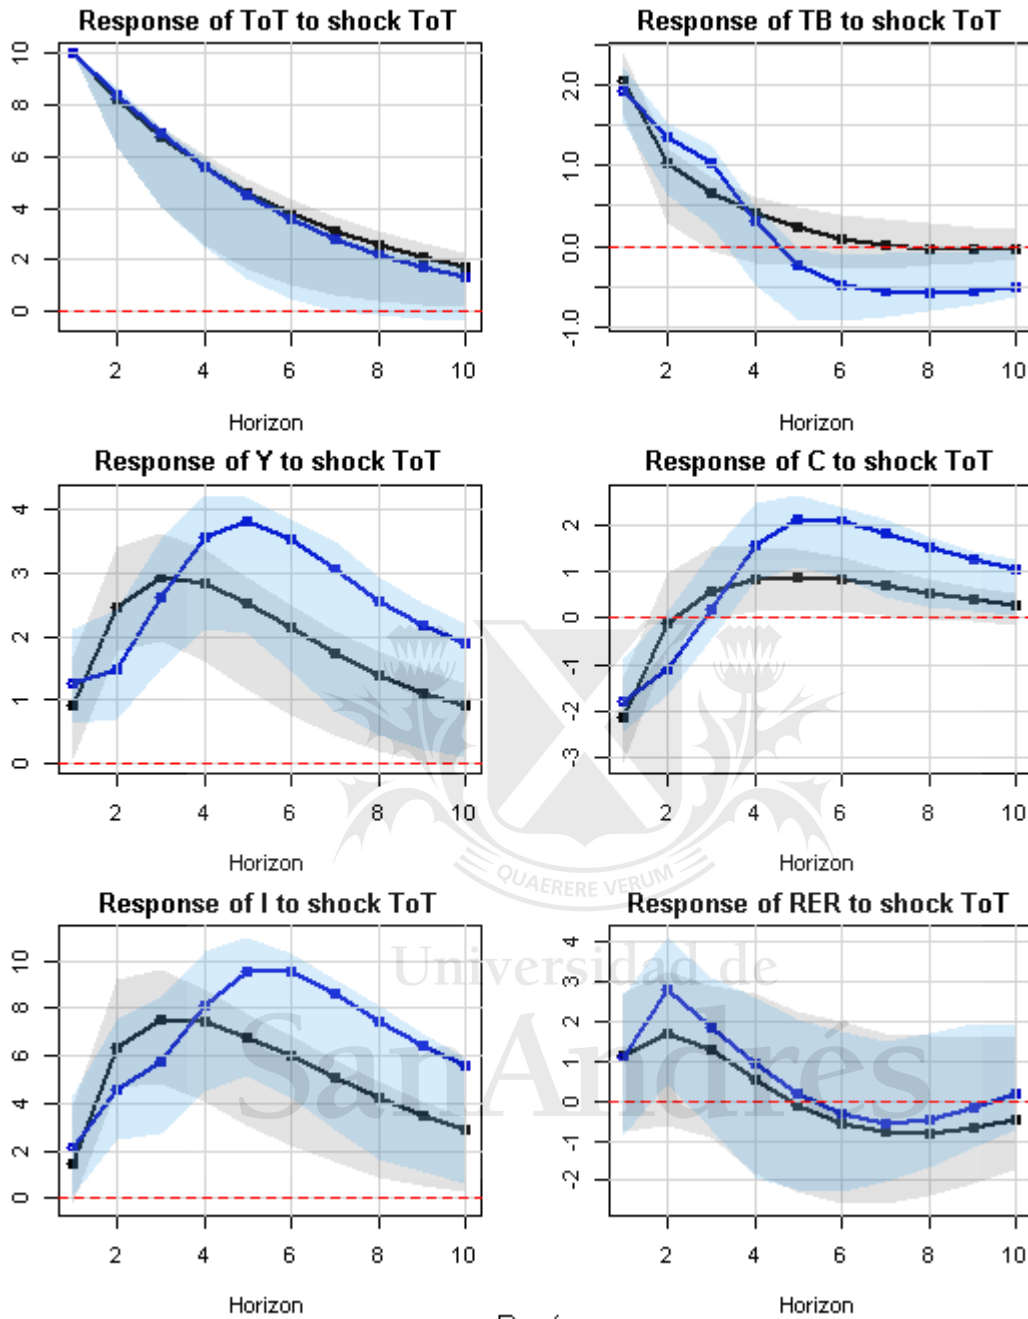 Response of ToT to shock ToT
Response of TB to shock ToT
0 2 4 6 8 10
-1.0 0.0 1.0 2.0
2 4 6 8 10
2 4 6 8 10
Horizon
Horizon
Response of Y to shock ToT
Response of C to shock ToT
0 1 2 3 4
-3 -2 -1 0 1 2
2 4 6 8 10
2 4 6 8 10
Horizon
Horizon
QUAERERE VERUM
Response of I to shock ToT
Response of RER to shock ToT
0 2 4 6 8 10
-2 -1 0 1 2 3 4
Universidad de
SanAndrés
2 4 6 8 10
2 4 6 8 10
Horizon
Horizon